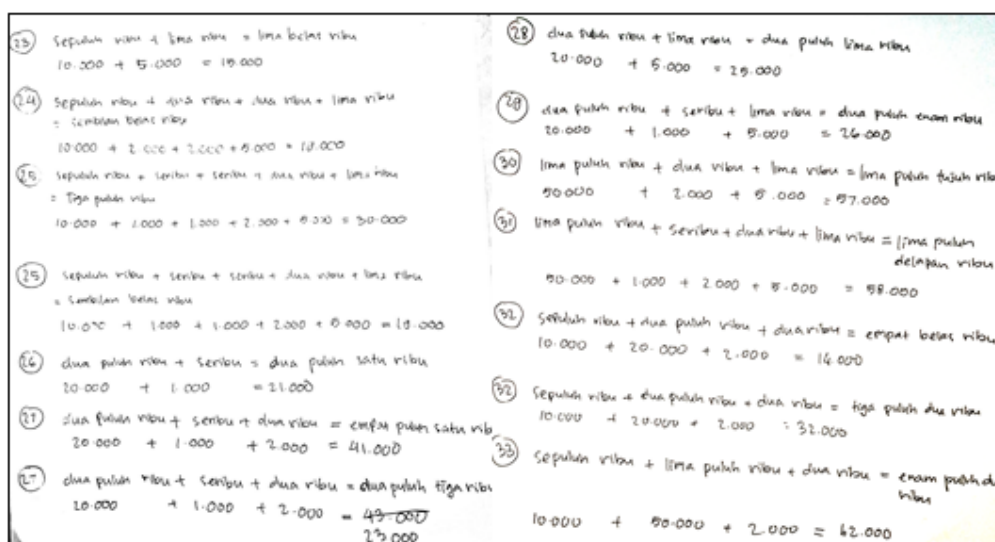 23 sepuluh ribu + lima ribu = lima belas ribu
10.000 + 5.000 = 15.000
24 sepuluh ribu + dua ribu + dua ribu + lima ribu
= sembilan belas ribu
10.000 + 2.000 + 2.000 + 5.000 = 19.000
25 sepuluh ribu + seribu + seribu + dua ribu + lima ribu
= Tiga puluh ribu
10.000 + 1.000 + 1.000 + 2.000 + 5.000 = 30.000
25 sepuluh ribu + seribu + seribu + dua ribu + lima ribu
= sembilan belas ribu
10.000 + 1.000 + 1.000 + 2.000 + 5.000 = 19.000
26 dua puluh ribu + seribu = dua puluh satu ribu
20.000 + 1.000 = 21.000
27 dua puluh ribu + seribu + dua ribu = empat puluh satu rib
20.000 + 1.000 + 2.000 = 41.000
27 dua puluh ribu + seribu + dua ribu = dua puluh tiga ribu
20.000 + 1.000 + 2.000 = 43.000
23.000
28 dua puluh ribu + lima ribu = dua puluh lima ribu
20.000 + 5.000 = 25.000
29 dua puluh ribu + seribu + lima ribu = dua puluh enam ribu
20.000 + 1.000 + 5.000 = 26.000
30 lima puluh ribu + dua ribu + lima ribu = lima puluh tujuh rib
50.000 + 2.000 + 5.000 = 57.000
31 lima puluh ribu + seribu + dua ribu + lima ribu = lima puluh
delapan ribu
50.000 + 1.000 + 2.000 + 5.000 = 58.000
32 sepuluh ribu + dua puluh ribu + dua ribu = empat belas ribu
10.000 + 20.000 + 2.000 = 14.000
32 sepuluh ribu + dua puluh ribu + dua ribu = tiga puluh dua ribu
10.000 + 20.000 + 2.000 = 32.000
33 sepuluh ribu + lima puluh ribu + dua ribu = enam puluh d
ribu
10.000 + 50.000 + 2.000 = 62.000